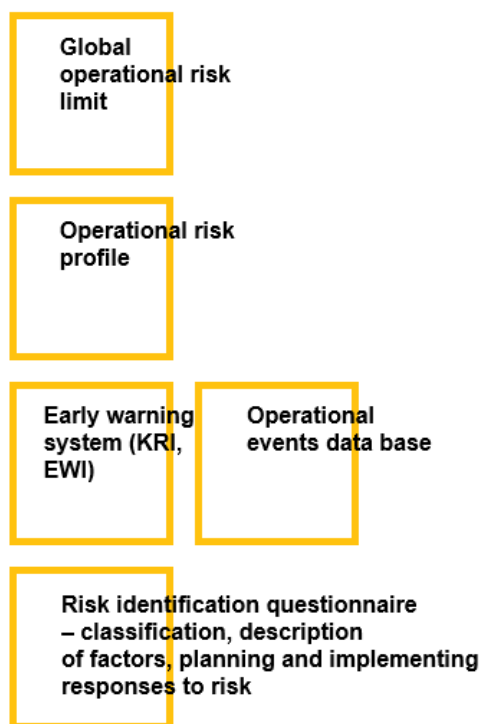 Global
operational risk
limit
Operational risk
profile
Early warning
system (KRI,
EWI)
Operational
events data base
Risk identification questionnaire
– classification, description
of factors, planning and implementing
responses to risk